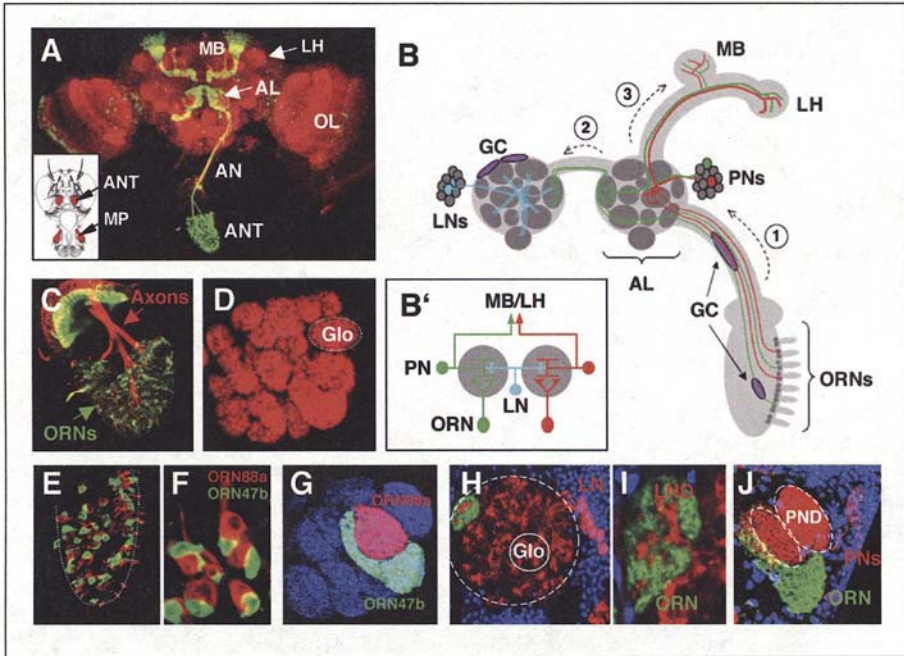 A
MB
LH
AL
OL
AN
ANT
ANT
MP
B
MB
LH
3
2
GC
LNs
PNs
1
AL
GC
ORNs
C
Axons
ORNs
D
Glo
B'
MB/LH
PN
LN
ORN
E
F
ORN88a
ORN47b
G
ORN88a
ORN47b
H
LN
Glo
I
LND
ORN
J
PND
PNs
ORN